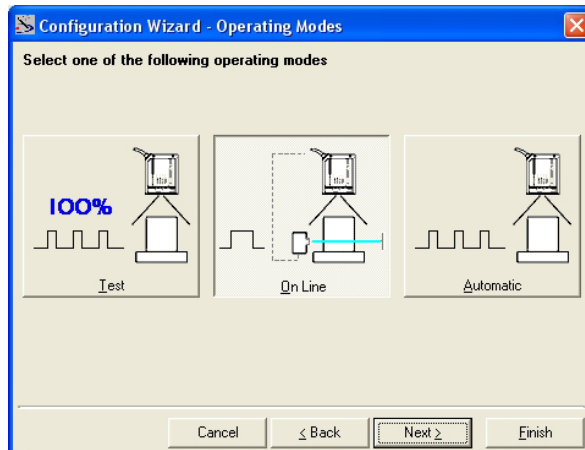 Configuration Wizard - Operating Modes
Select one of the following operating modes
100%
Test
On Line
Automatic
Cancel
< Back
Next >
Finish